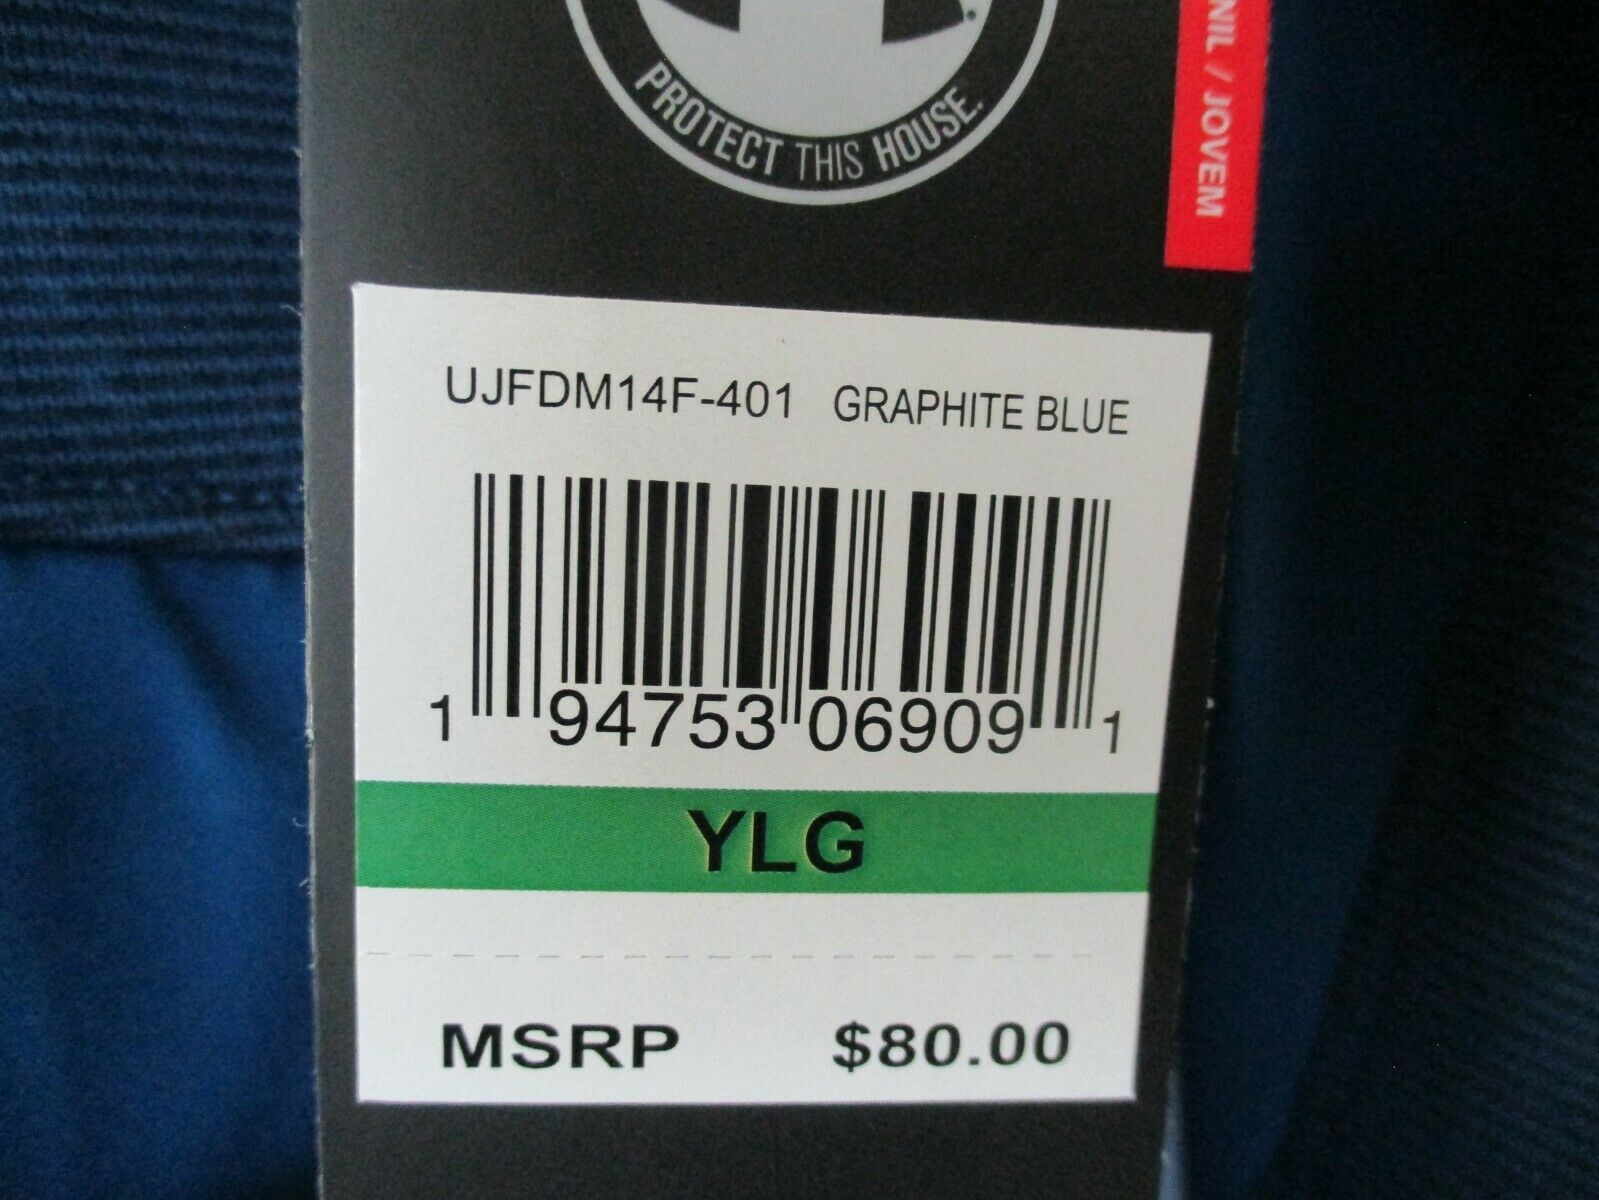 PROTECT THIS HOUSE.
/ JOVEM
UJFDM14F-401 GRAPHITE BLUE
1 94753 06909 1
YLG
MSRP $80.00